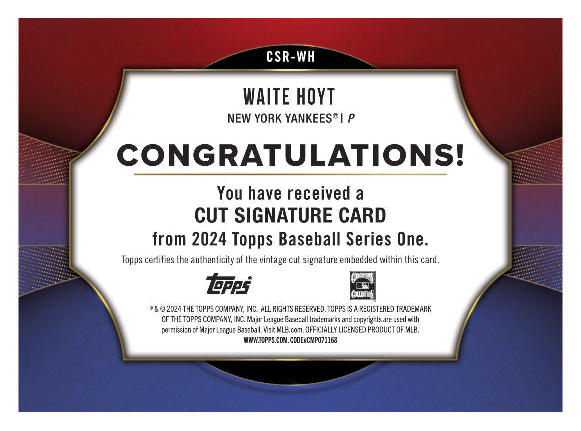 CSR-WH
WAITE HOYT
NEW YORK YANKEES® | P
CONGRATULATIONS!
You have received a
CUT SIGNATURE CARD
from 2024 Topps Baseball Series One.
Topps certifies the authenticity of the vintage cut signature embedded within this card.
Topps
® & © 2024 THE TOPPS COMPANY, INC. ALL RIGHTS RESERVED. TOPPS IS A REGISTERED TRADEMARK
OF THE TOPPS COMPANY, INC. Major League Baseball trademarks and copyrights are used with
permission of Major League Baseball. Visit MLB.com. OFFICIALLY LICENSED PRODUCT OF MLB.
WWW.TOPPS.COM. CODE#CMP071168